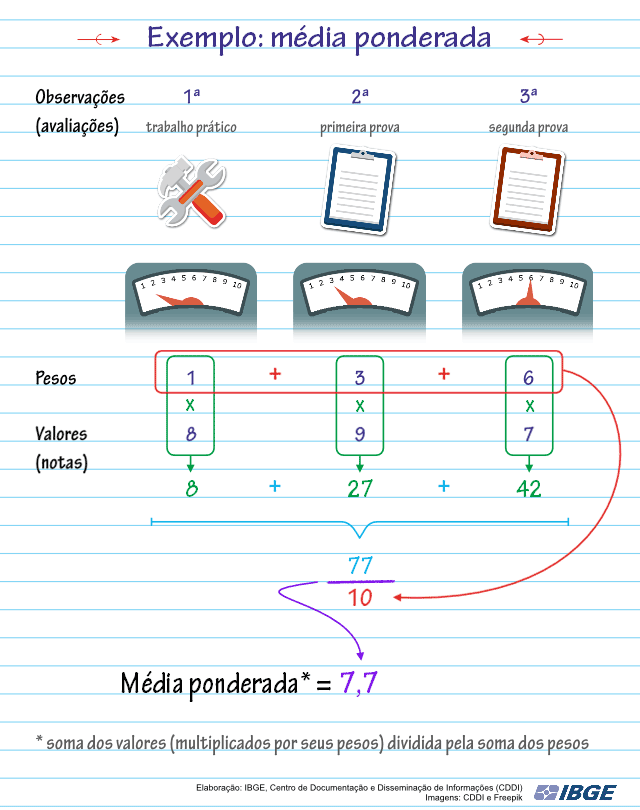 Exemplo: média ponderada
Observações 1ª 2ª 3ª
(avaliações) trabalho prático primeira prova segunda prova
1 2 3 4 5 6 7 8 9 10 1 2 3 4 5 6 7 8 9 10 1 2 3 4 5 6 7 8 9 10
Pesos 1 + 3 + 6
x x x
Valores 8 9 7
(notas)
8 + 27 + 42
77
10
Média ponderada* = 7,7
* soma dos valores (multiplicados por seus pesos) dividida pela soma dos pesos
Elaboração: IBGE, Centro de Documentação e Disseminação de Informações (CDDI)
Imagens: CDDI e Freepik
IBGE